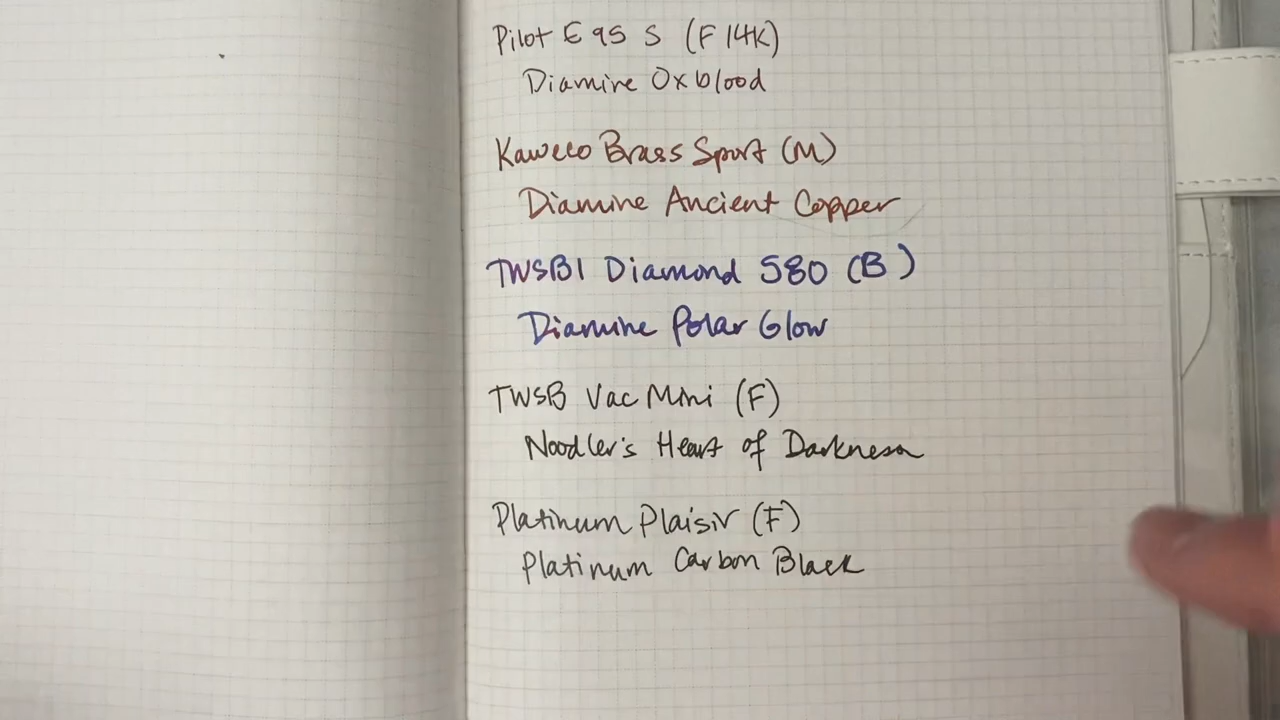 Pilot E 95 S (F 14K)
Diamine Oxblood
Kaweco Brass Sport (M)
Diamine Ancient Copper
TWSBI Diamond 580 (B)
Diamine Polar Glow
TWSB Vac Mini (F)
Noodler's Heart of Darkness
Platinum Plaisir (F)
Platinum Carbon Black